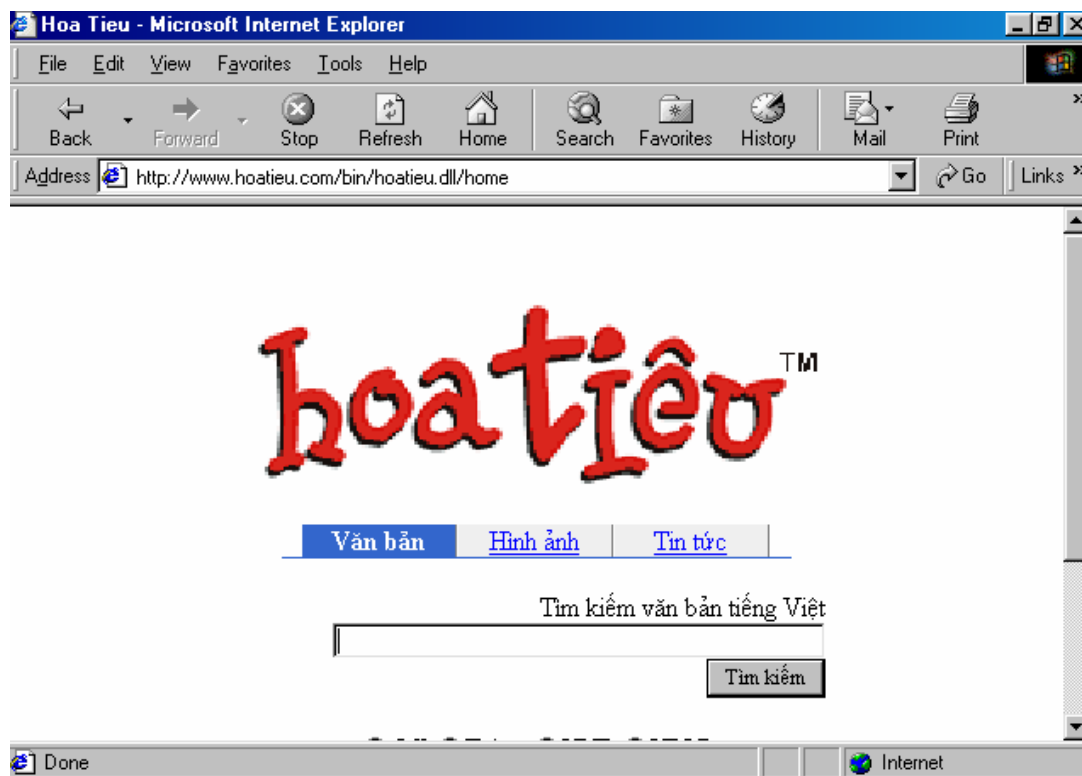 Hoa Tieu - Microsoft Internet Explorer
File Edit View Favorites Tools Help
Back Forward Stop Refresh Home Search Favorites History Mail Print
Address http://www.hoatieu.com/bin/hoatieu.dll/home Go Links
hoatiêu™
Văn bản Hình ảnh Tin tức
Tìm kiếm văn bản tiếng Việt
Tìm kiếm
Done Internet